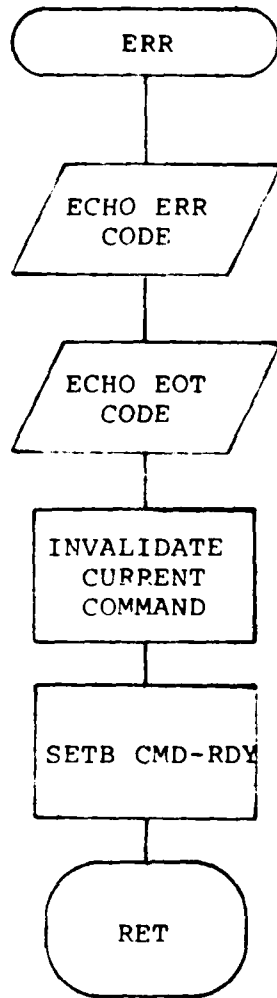 ERR
ECHO ERR
CODE
ECHO EOT
CODE
INVALIDATE
CURRENT
COMMAND
SETB CMD-RDY
RET